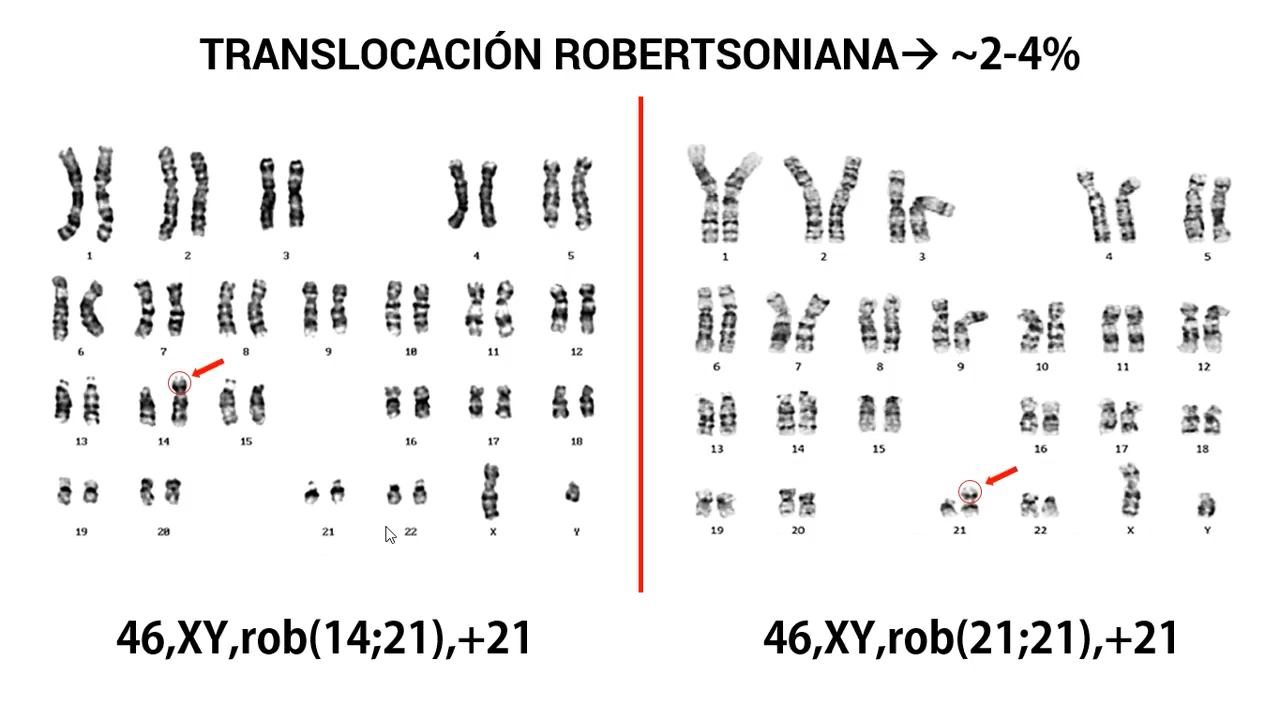 TRANSLOCACIÓN ROBERTSONIANA→ ~2-4%
1 2 3 4 5
6 7 8 9 10 11 12
13 14 15 16 17 18
19 20 21 22 X Y
46,XY,rob(14;21),+21
1 2 3 4 5
6 7 8 9 10 11 12
13 14 15 16 17 18
19 20 21 22 X Y
46,XY,rob(21;21),+21